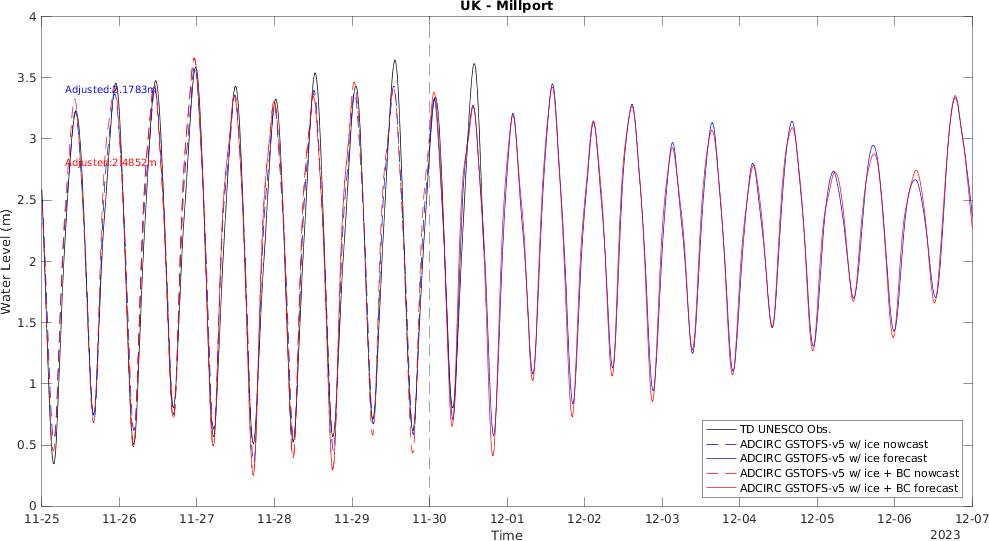 UK - Millport
4
3.5
3
2.5
2
1.5
1
0.5
0
Water Level (m)
Adjusted:2.1783m
Adjusted:2.4852m
TD UNESCO Obs.
ADCIRC GSTOFS-v5 w/ ice nowcast
ADCIRC GSTOFS-v5 w/ ice forecast
ADCIRC GSTOFS-v5 w/ ice + BC nowcast
ADCIRC GSTOFS-v5 w/ ice + BC forecast
11-25 11-26 11-27 11-28 11-29 11-30 12-01 12-02 12-03 12-04 12-05 12-06 12-07
Time
2023